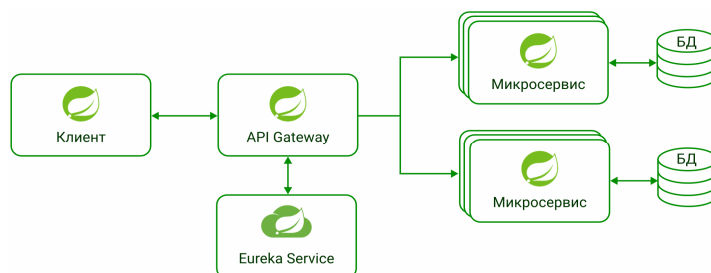 Клиент
API Gateway
Eureka Service
Микросервис
БД
Микросервис
БД